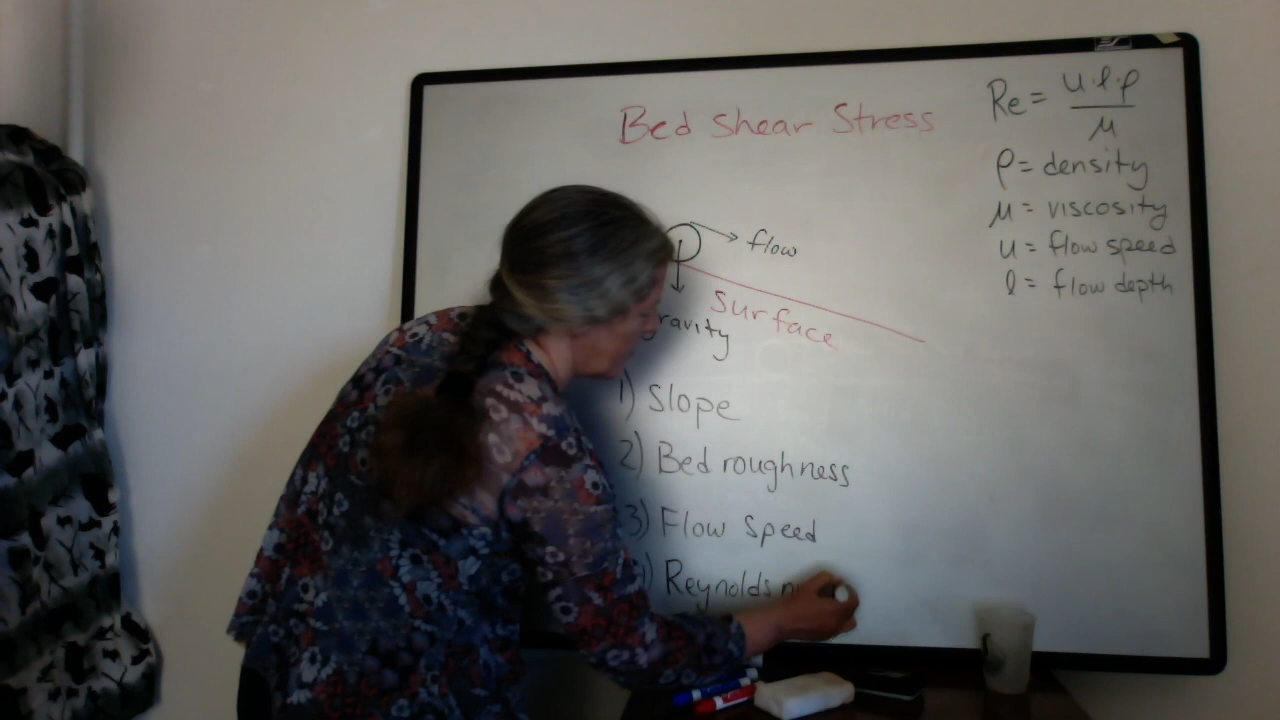 Bed Shear Stress
Re = u·l·ρ / μ
ρ = density
μ = viscosity
u = flow speed
l = flow depth
flow
surface
ravity
1) Slope
2) Bed roughness
3) Flow speed
) Reynolds n